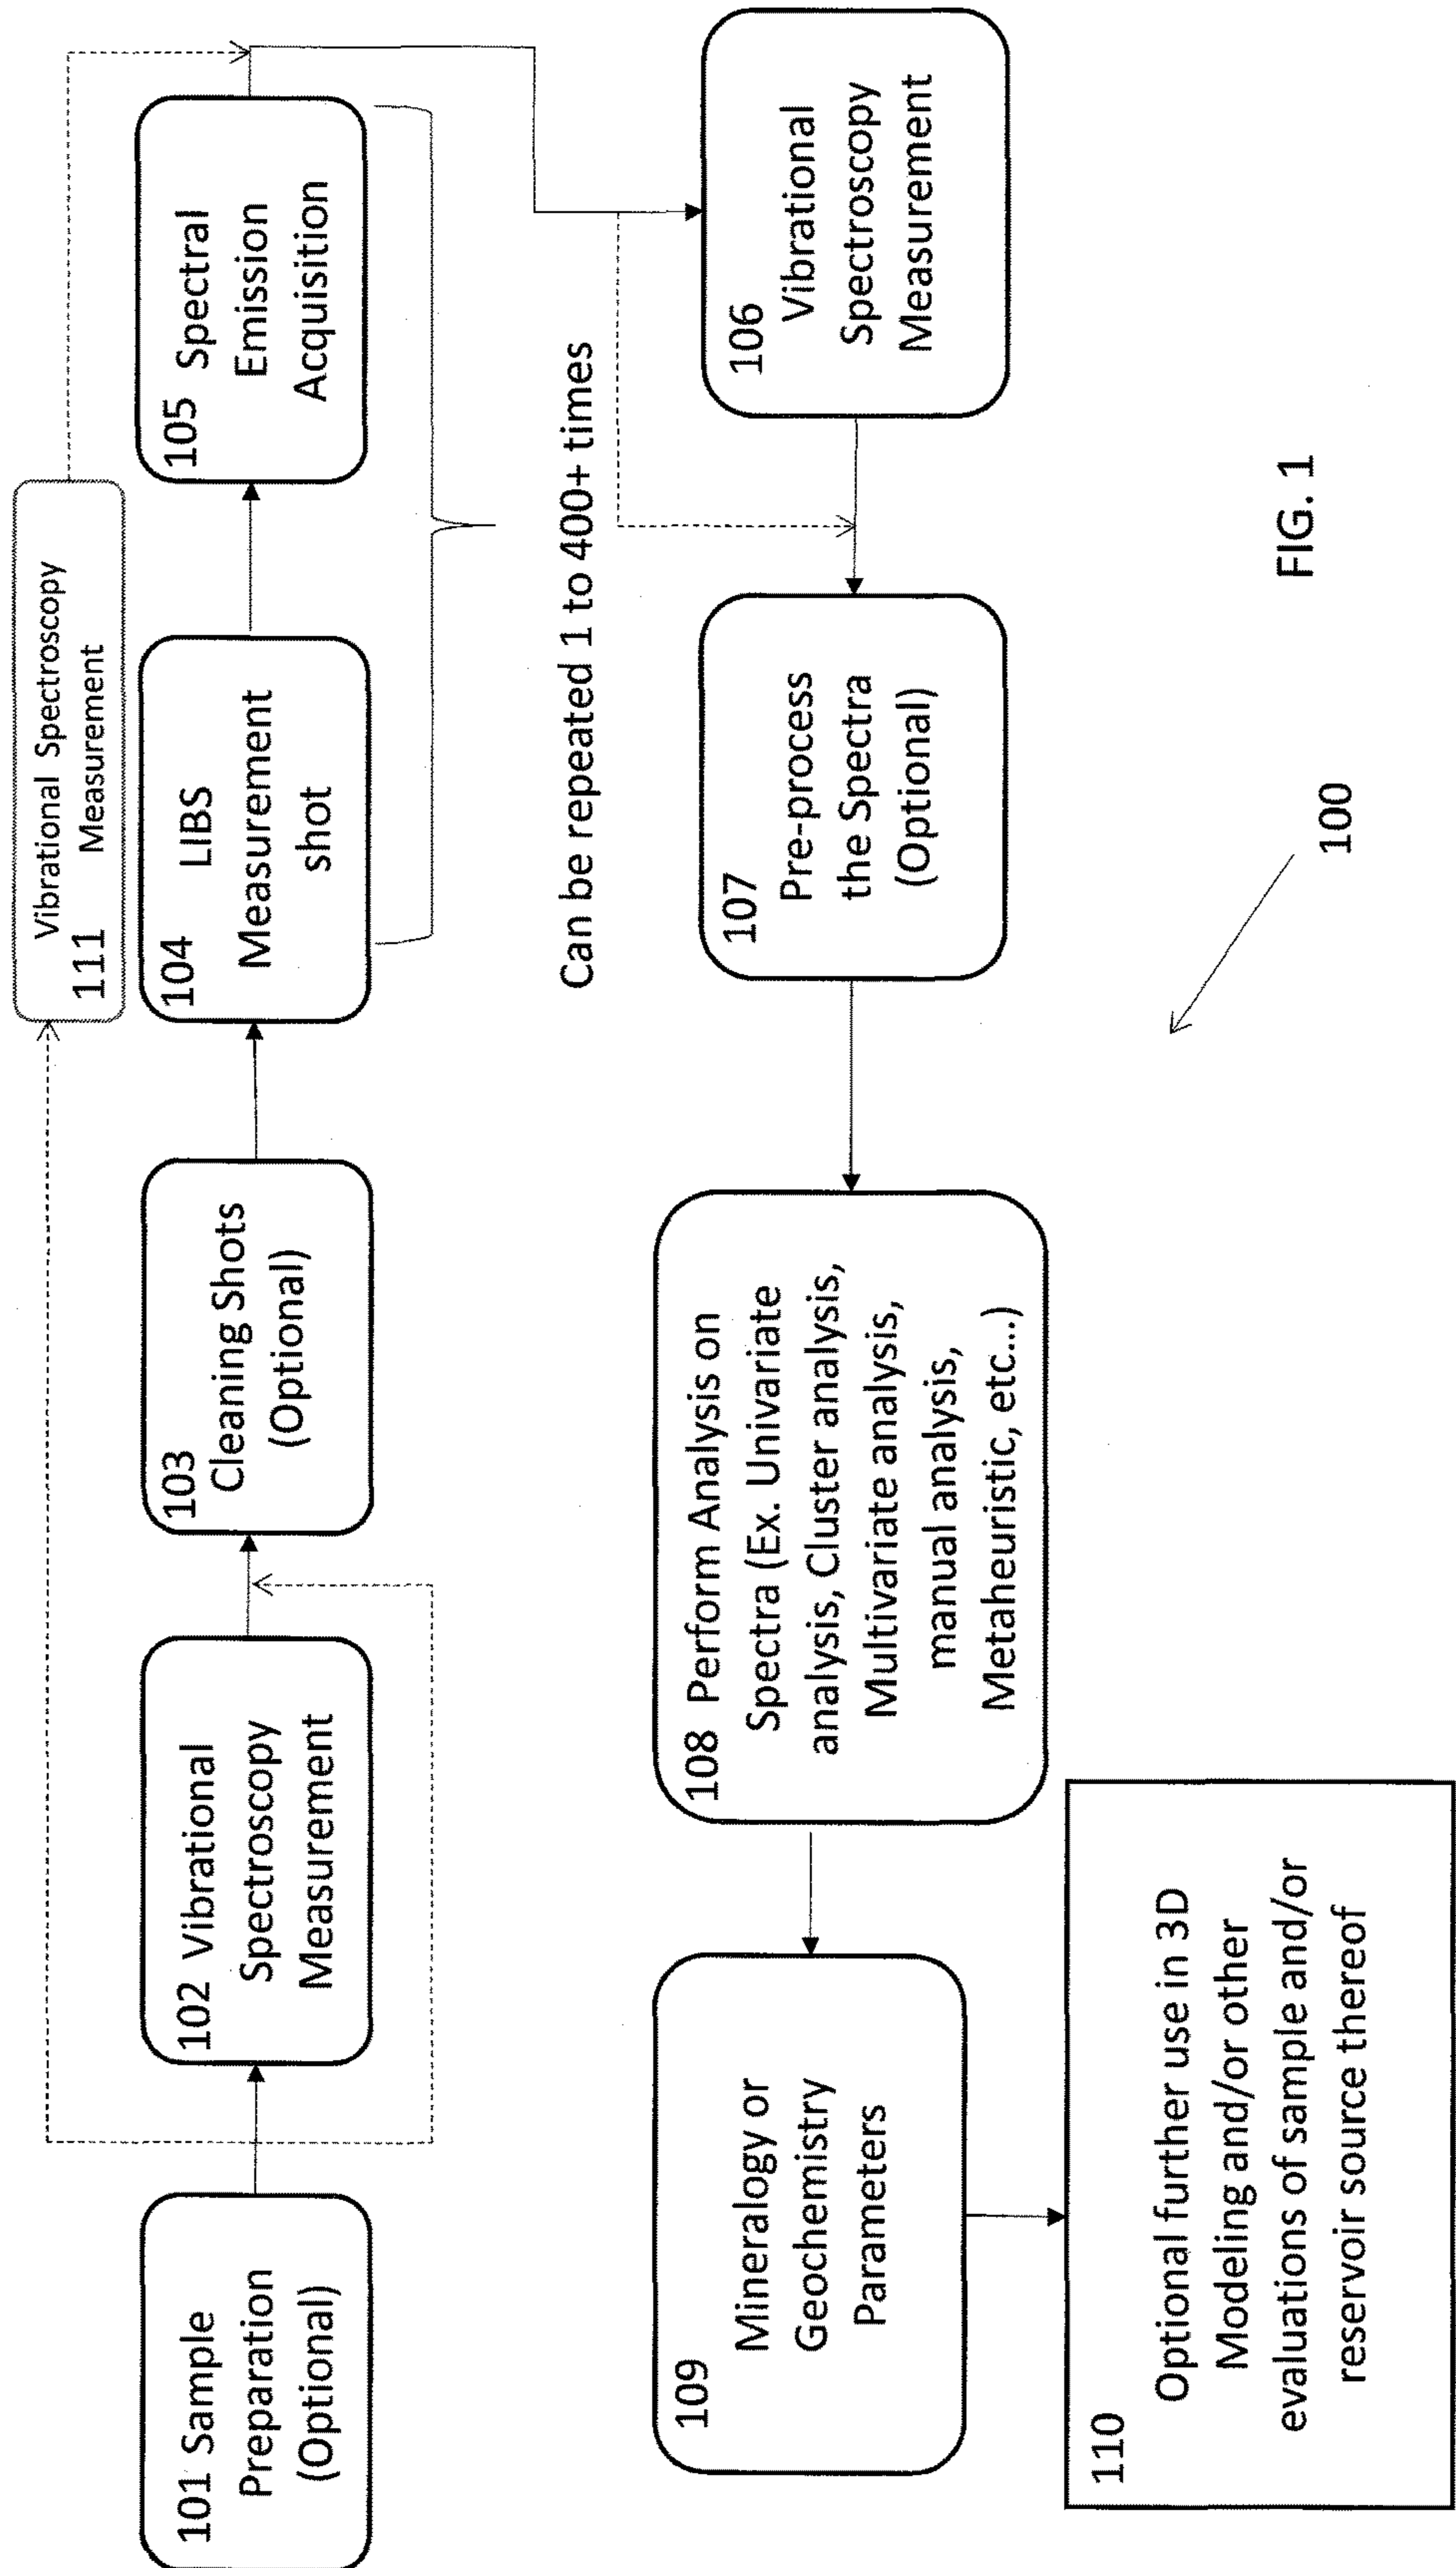 101 Sample
Preparation
(Optional)
102 Vibrational
Spectroscopy
Measurement
103
Cleaning Shots
(Optional)
Vibrational Spectroscopy
111 Measurement
104 LIBS
Measurement
shot
105 Spectral
Emission
Acquisition
Can be repeated 1 to 400+ times
106
Vibrational
Spectroscopy
Measurement
107
Pre-process
the Spectra
(Optional)
108 Perform Analysis on
Spectra (Ex. Univariate
analysis, Cluster analysis,
Multivariate analysis,
manual analysis,
Metaheuristic, etc...)
109
Mineralogy or
Geochemistry
Parameters
110
Optional further use in 3D
Modeling and/or other
evaluations of sample and/or
reservoir source thereof
100
FIG. 1